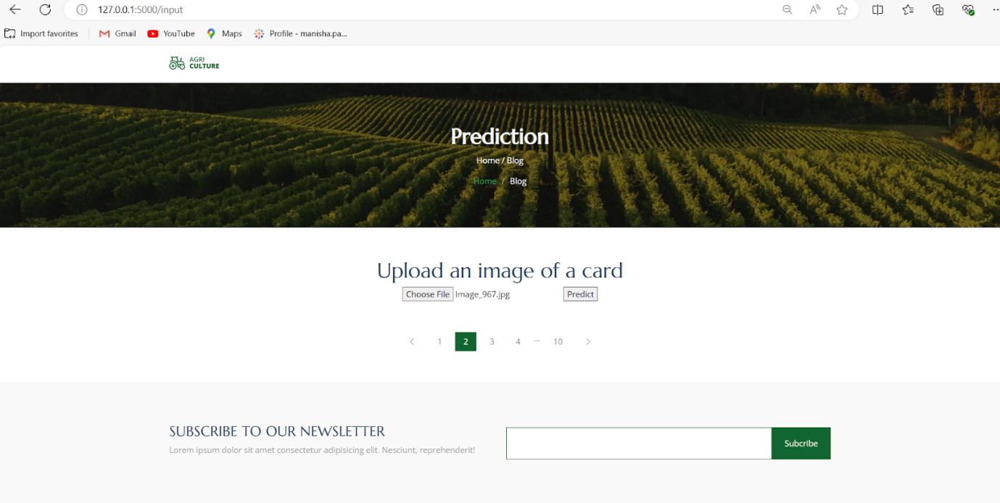 127.0.0.1:5000/input
Import favorites Gmail YouTube Maps Profile - manisha.pa...
AGRI
CULTURE
Prediction
Home / Blog
Home / Blog
Upload an image of a card
Choose File Image_967.jpg Predict
1 2 3 4 ... 10
SUBSCRIBE TO OUR NEWSLETTER
Lorem ipsum dolor sit amet consectetur adipisicing elit. Nesciunt, reprehenderit!
Subcribe